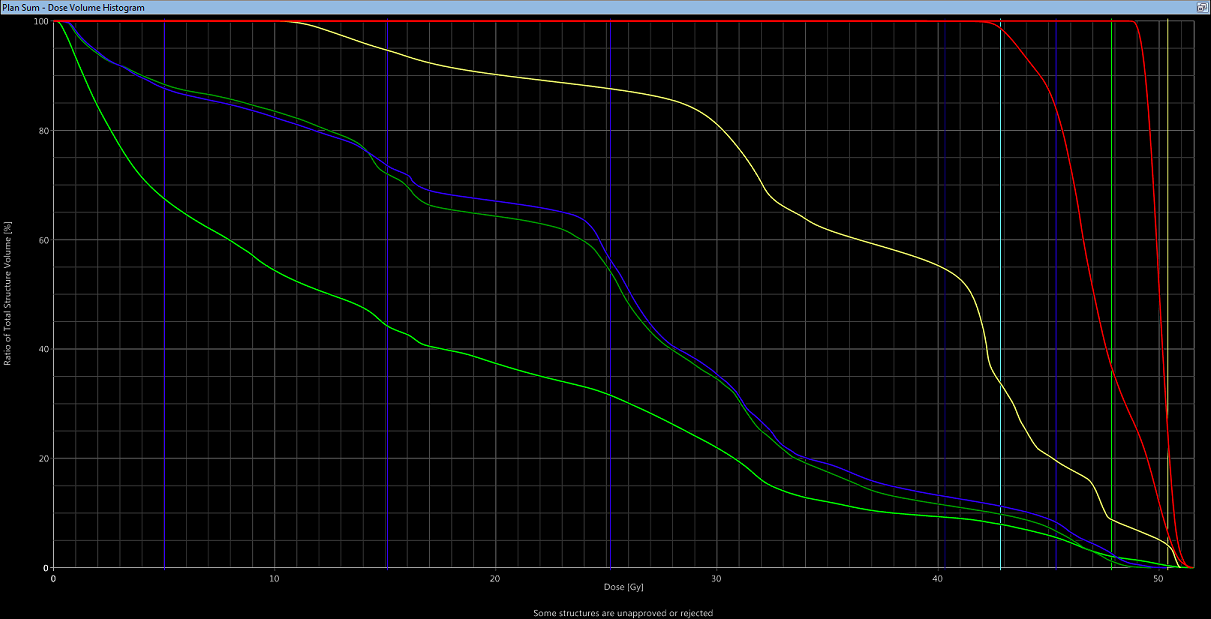 Plan Sum - Dose Volume Histogram
100
80
60
40
20
0
Ratio of Total Structure Volume [%]
0 10 20 30 40 50
Dose [Gy]
Some structures are unapproved or rejected